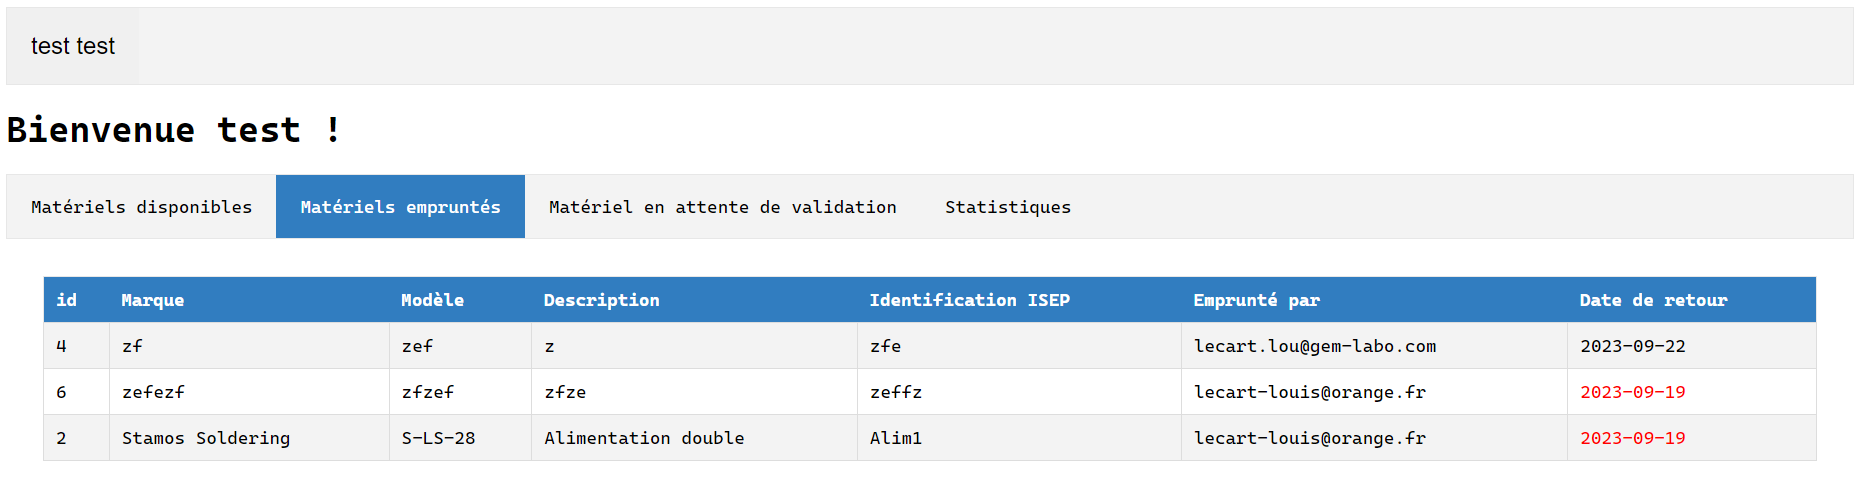 test test
Bienvenue test !
Matériels disponibles Matériels empruntés Matériel en attente de validation Statistiques
id Marque Modèle Description Identification ISEP Emprunté par Date de retour
4 zf zef z zfe lecart.lou@gem-labo.com 2023-09-22
6 zefezf zfzef zfze zeffz lecart-louis@orange.fr 2023-09-19
2 Stamos Soldering S-LS-28 Alimentation double Alim1 lecart-louis@orange.fr 2023-09-19